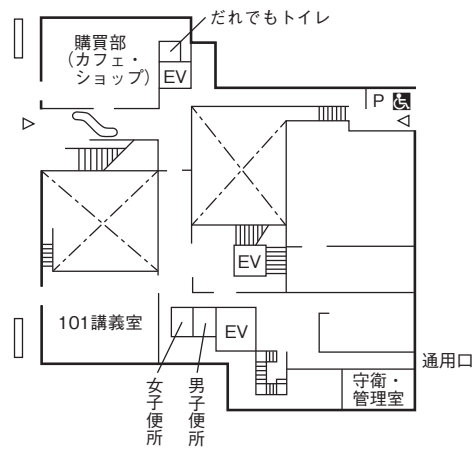 だれでもトイレ
購買部
（カフェ・
ショップ）
EV
P
EV
101講義室
EV
通用口
守衛・
管理室
女子便所
男子便所